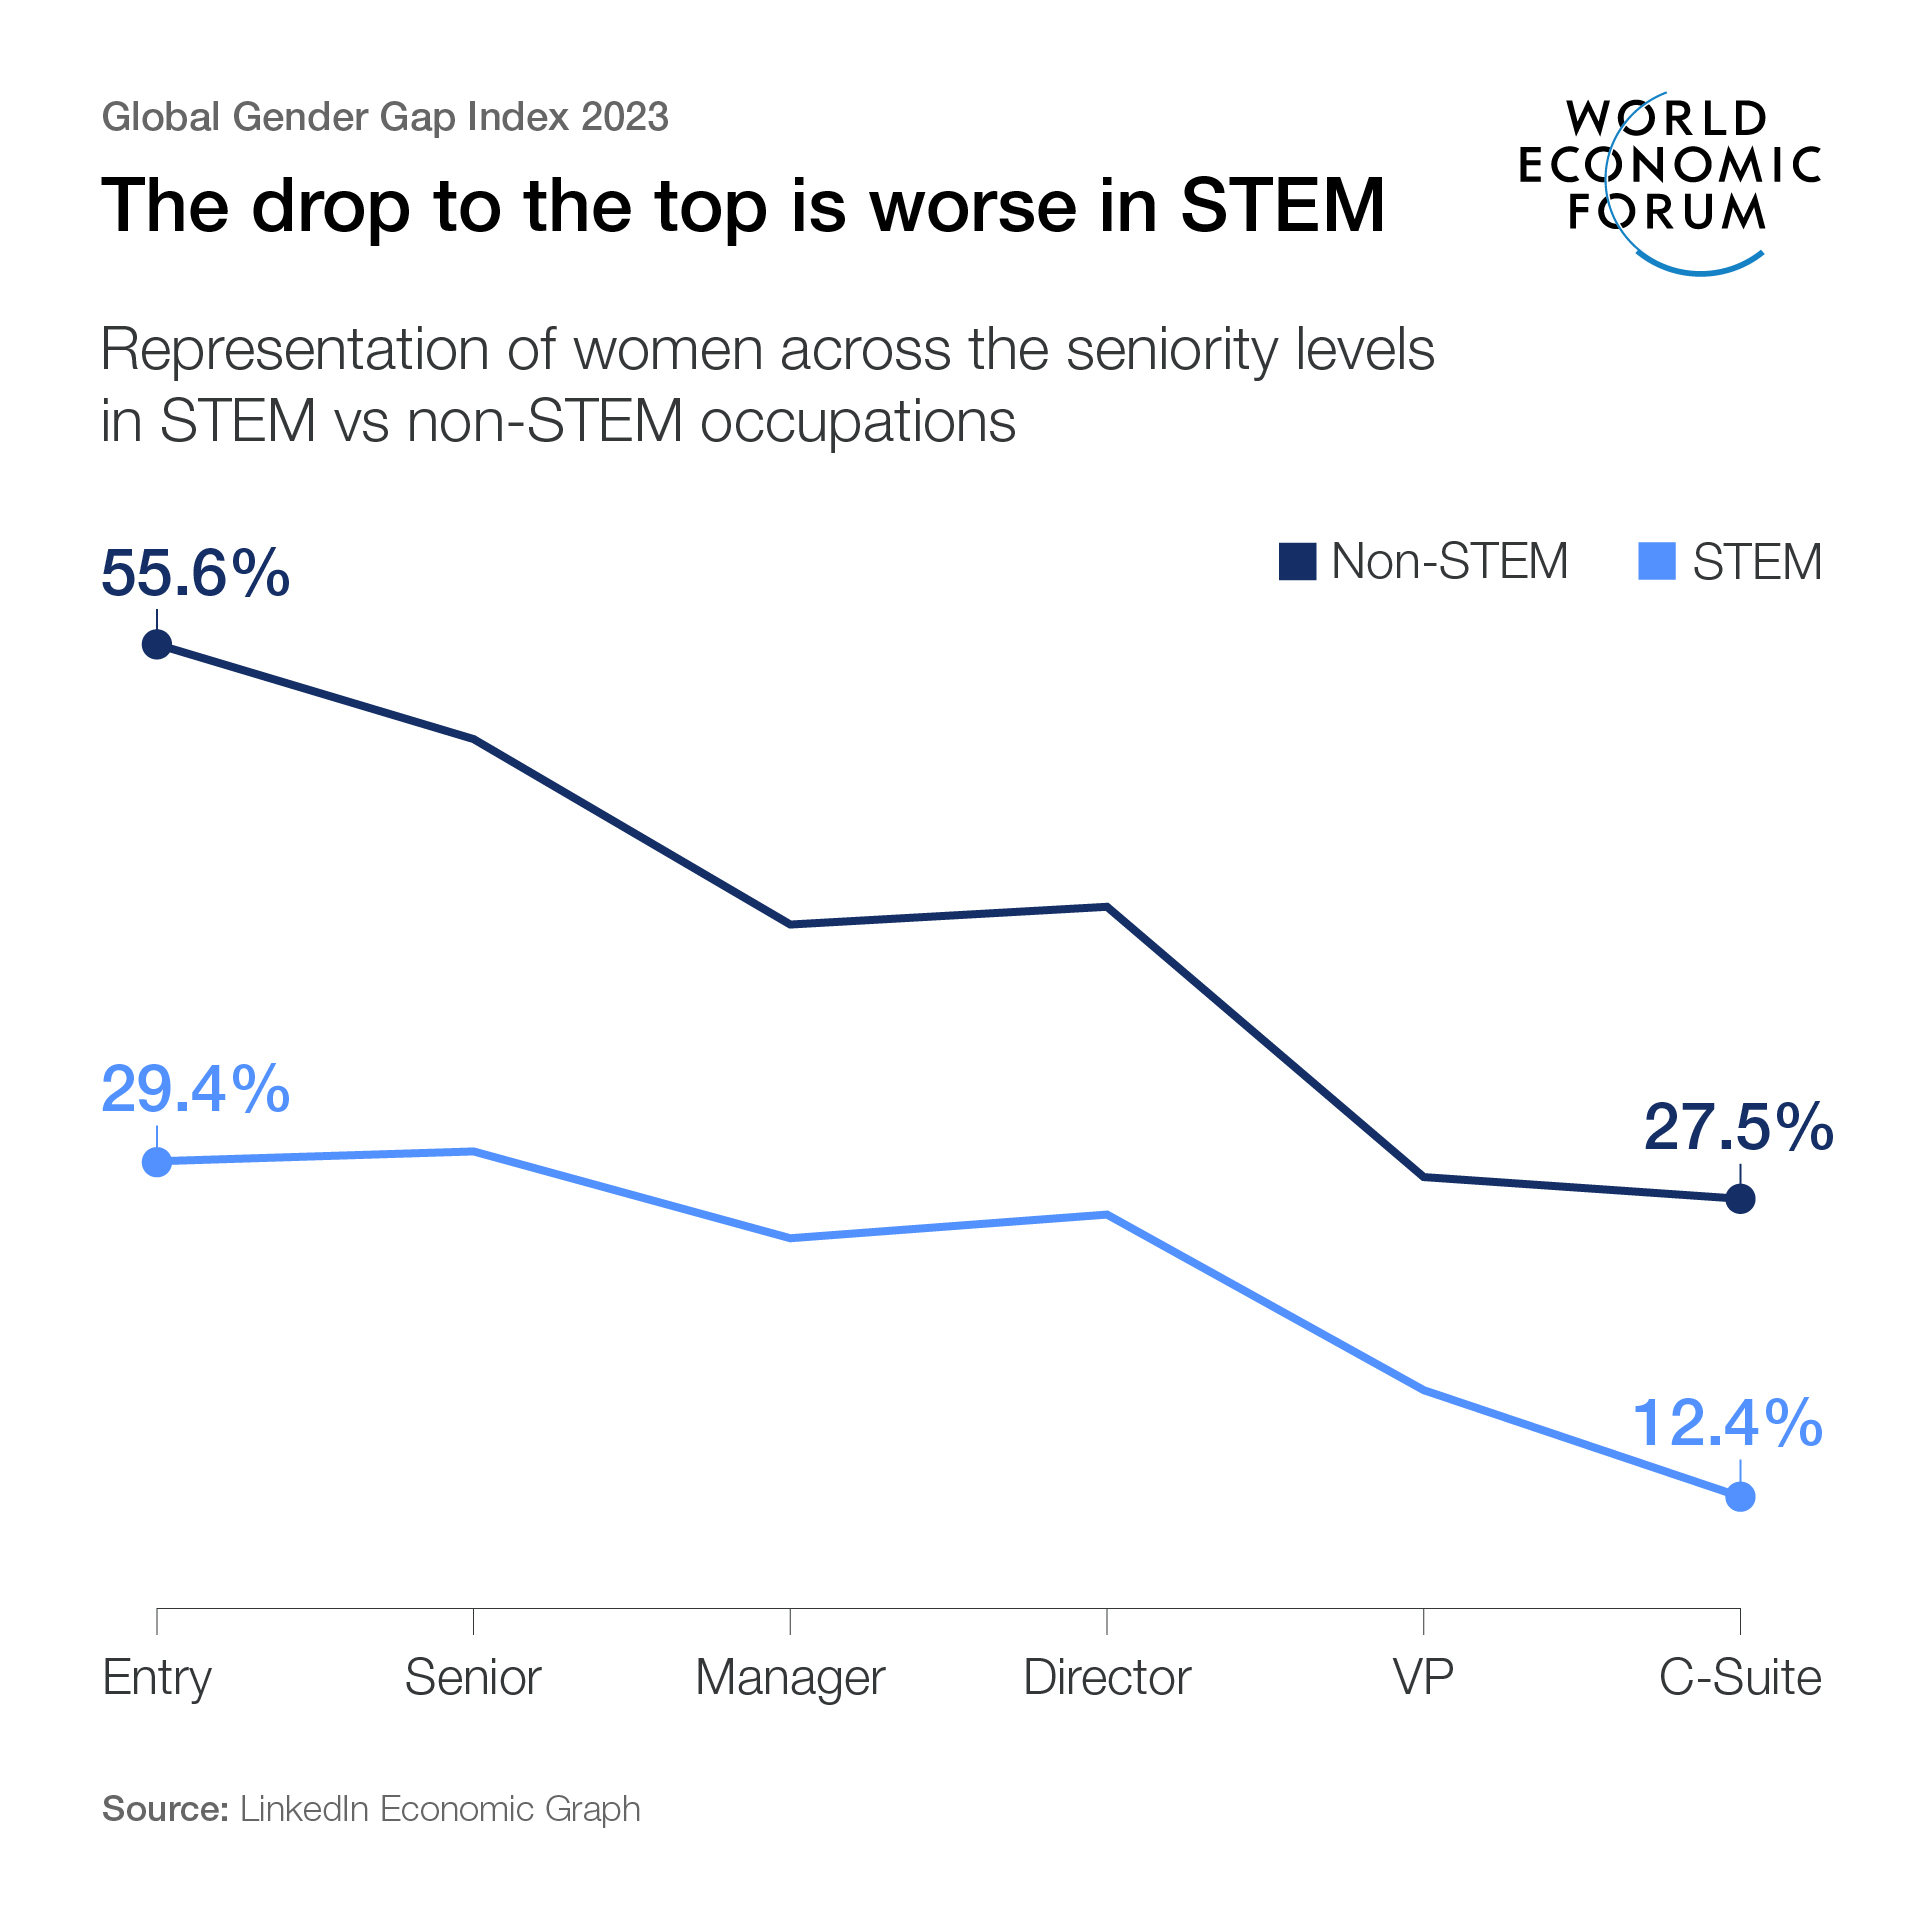 Global Gender Gap Index 2023
The drop to the top is worse in STEM
WORLD
ECONOMIC
FORUM
Representation of women across the seniority levels
in STEM vs non-STEM occupations
Non-STEM
STEM
55.6%
29.4%
27.5%
12.4%
Entry
Senior
Manager
Director
VP
C-Suite
Source: LinkedIn Economic Graph